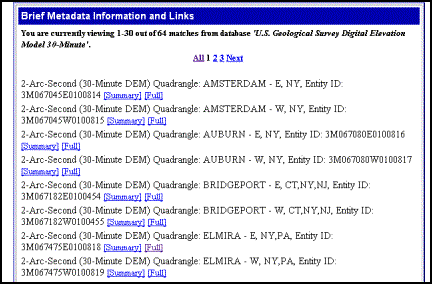 Brief Metadata Information and Links
You are currently viewing 1-30 out of 64 matches from database 'U.S. Geological Survey Digital Elevation
Model 30-Minute'.
All 1 2 3 Next
2-Arc-Second (30-Minute DEM) Quadrangle: AMSTERDAM - E, NY, Entity ID:
3M067045E0100814 [Summary] [Full]
2-Arc-Second (30-Minute DEM) Quadrangle: AMSTERDAM - W, NY, Entity ID:
3M067045W0100815 [Summary] [Full]
2-Arc-Second (30-Minute DEM) Quadrangle: AUBURN - E, NY, Entity ID: 3M067080E0100816
[Summary] [Full]
2-Arc-Second (30-Minute DEM) Quadrangle: AUBURN - W, NY, Entity ID: 3M067080W0100817
[Summary] [Full]
2-Arc-Second (30-Minute DEM) Quadrangle: BRIDGEPORT - E, CT,NY,NJ, Entity ID:
3M067182E0100454 [Summary] [Full]
2-Arc-Second (30-Minute DEM) Quadrangle: BRIDGEPORT - W, CT,NY,NJ, Entity ID:
3M067182W0100455 [Summary] [Full]
2-Arc-Second (30-Minute DEM) Quadrangle: ELMIRA - E, NY,PA, Entity ID:
3M067475E0100818 [Summary] [Full]
2-Arc-Second (30-Minute DEM) Quadrangle: ELMIRA - W, NY,PA, Entity ID:
3M067475W0100819 [Summary] [Full]